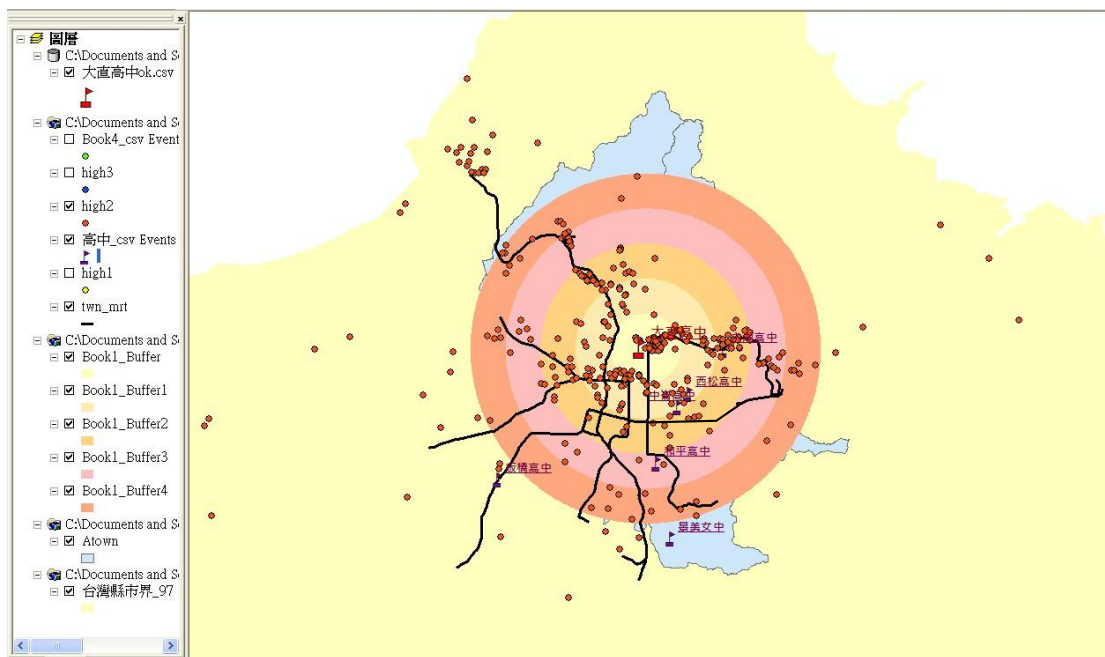 圖層
C:\Documents and S
大直高中ok.csv
C:\Documents and S
Book4_csv Event
high3
high2
高中_csv Events
high1
twn_mrt
C:\Documents and S
Book1_Buffer
Book1_Buffer1
Book1_Buffer2
Book1_Buffer3
Book1_Buffer4
C:\Documents and S
Atown
C:\Documents and S
台灣縣市界_97
大直高中
高中
西松高中
中崙高中
和平高中
板橋高中
景美女中